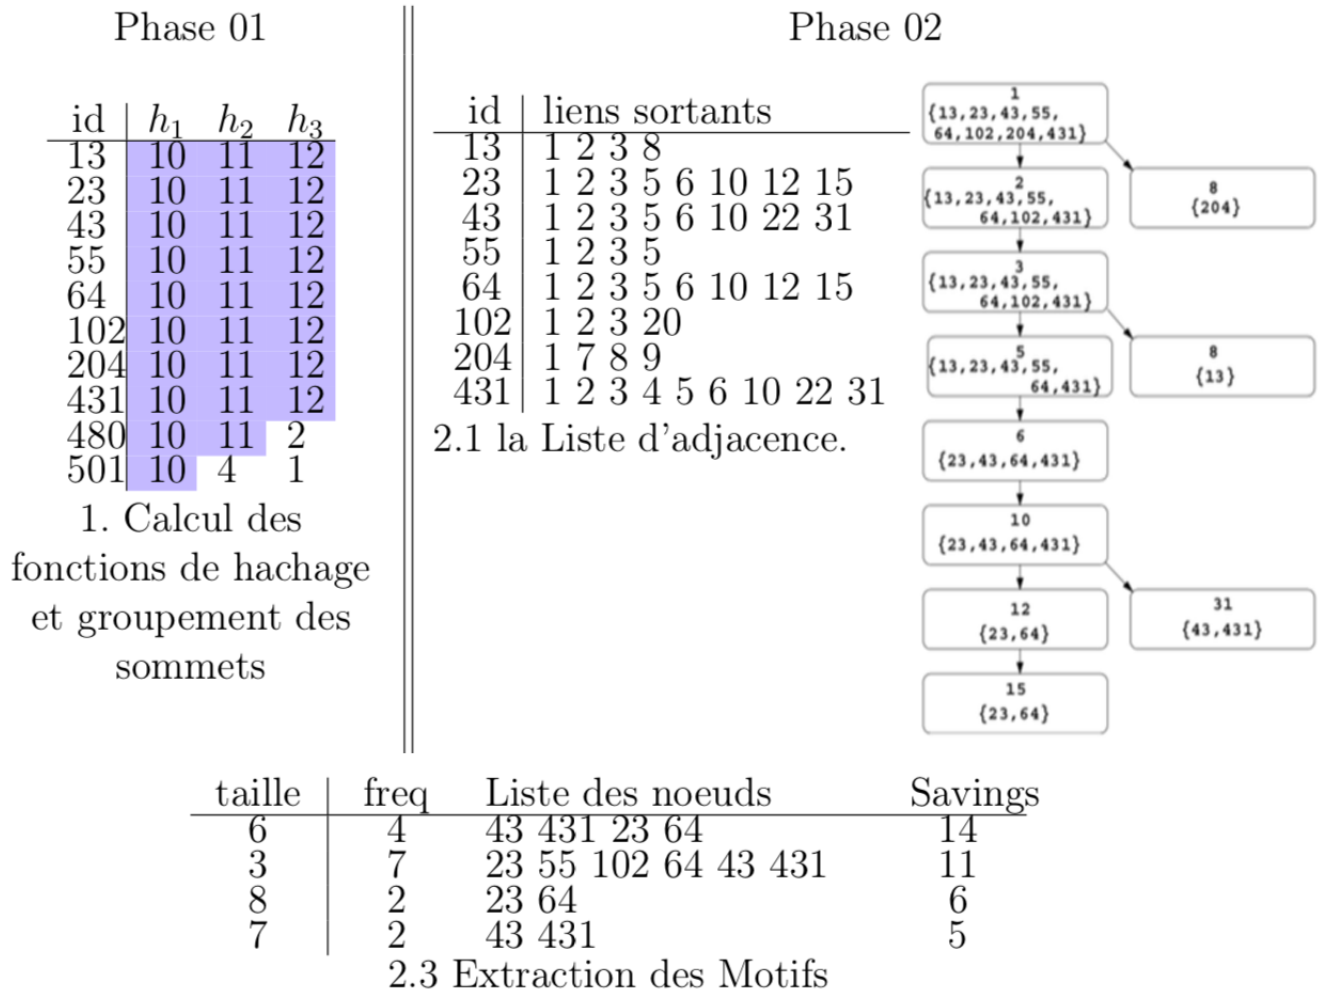 Phase 01
id h1 h2 h3
13 10 11 12
23 10 11 12
43 10 11 12
55 10 11 12
64 10 11 12
102 10 11 12
204 10 11 12
431 10 11 12
480 10 11 2
501 10 4 1
1. Calcul des
fonctions de hachage
et groupement des
sommets
Phase 02
id liens sortants
13 1 2 3 8
23 1 2 3 5 6 10 12 15
43 1 2 3 5 6 10 22 31
55 1 2 3 5
64 1 2 3 5 6 10 12 15
102 1 2 3 20
204 1 7 8 9
431 1 2 3 4 5 6 10 22 31
2.1 la Liste d'adjacence.
1
{13,23,43,55,
64,102,204,431}
2
{13,23,43,55,
64,102,431}
8
{204}
3
{13,23,43,55,
64,102,431}
5
{13,23,43,55,
64,431}
8
{13}
6
{23,43,64,431}
10
{23,43,64,431}
12
{23,64}
31
{43,431}
15
{23,64}
taille freq Liste des noeuds Savings
6 4 43 431 23 64 14
3 7 23 55 102 64 43 431 11
8 2 23 64 6
7 2 43 431 5
2.3 Extraction des Motifs